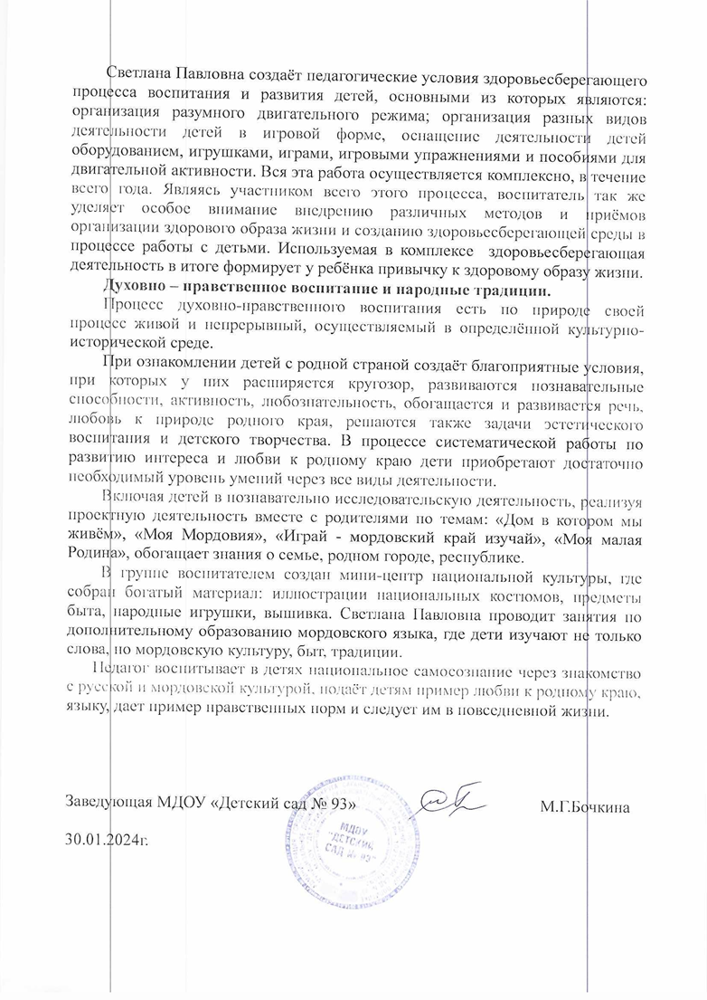 Светлана Павловна создаёт педагогические условия здоровьесберегающего
процесса воспитания и развития детей, основными из которых являются:
организация разумного двигательного режима; организация разных видов
деятельности детей в игровой форме, оснащение деятельности детей
оборудованием, игрушками, играми, игровыми упражнениями и пособиями для
двигательной активности. Вся эта работа осуществляется комплексно, в течение
всего года. Являясь участником всего этого процесса, воспитатель так же
уделяет особое внимание внедрению различных методов и приёмов
организации здорового образа жизни и созданию здоровьесберегающей среды в
процессе работы с детьми. Используемая в комплексе здоровьесберегающая
деятельность в итоге формирует у ребёнка привычку к здоровому образу жизни.
Духовно – нравственное воспитание и народные традиции.
Процесс духовно-нравственного воспитания есть по природе своей
процесс живой и непрерывный, осуществляемый в определённой культурно-
исторической среде.
При ознакомлении детей с родной страной создаёт благоприятные условия,
при которых у них расширяется кругозор, развиваются познавательные
способности, активность, любознательность, обогащается и развивается речь,
любовь к природе родного края, решаются также задачи эстетического
воспитания и детского творчества. В процессе систематической работы по
развитию интереса и любви к родному краю дети приобретают достаточно
необходимый уровень умений через все виды деятельности.
Включая детей в познавательно исследовательскую деятельность, реализуя
проектную деятельность вместе с родителями по темам: «Дом в котором мы
живём», «Моя Мордовия», «Играй - мордовский край изучай», «Моя малая
Родина», обогащает знания о семье, родном городе, республике.
В группе воспитателем создан мини-центр национальной культуры, где
собран богатый материал: иллюстрации национальных костюмов, предметы
быта, народные игрушки, вышивка. Светлана Павловна проводит занятия по
дополнительному образованию мордовского языка, где дети изучают не только
слова, но мордовскую культуру, быт, традиции.
Педагог воспитывает в детях национальное самосознание через знакомство
с русской и мордовской культурой, подаёт детям пример любви к родному краю,
языку, дает пример нравственных норм и следует им в повседневной жизни.
Заведующая МДОУ «Детский сад № 93» М.Г.Бочкина
30.01.2024г.
МДОУ
"ДЕТСКИЙ
САД № 93"